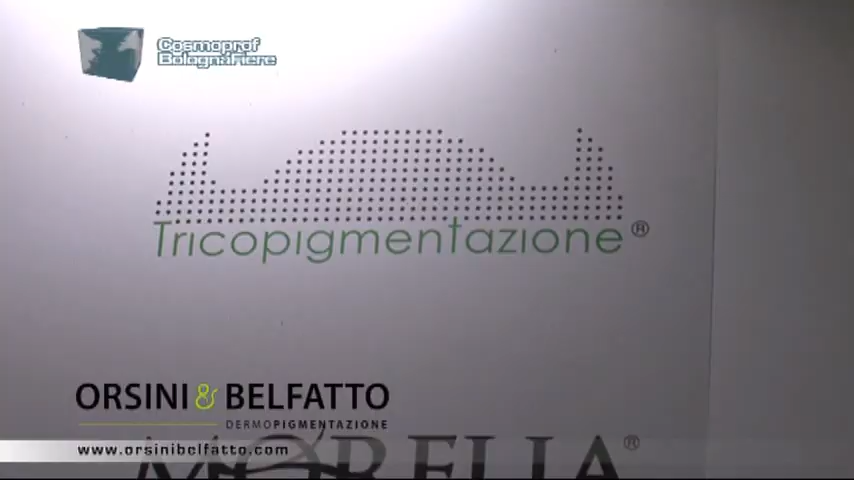 Cosmoprof
BolognaFiere
Tricopigmentazione®
ORSINI & BELFATTO
DERMOPIGMENTAZIONE
www.orsinibelfatto.com